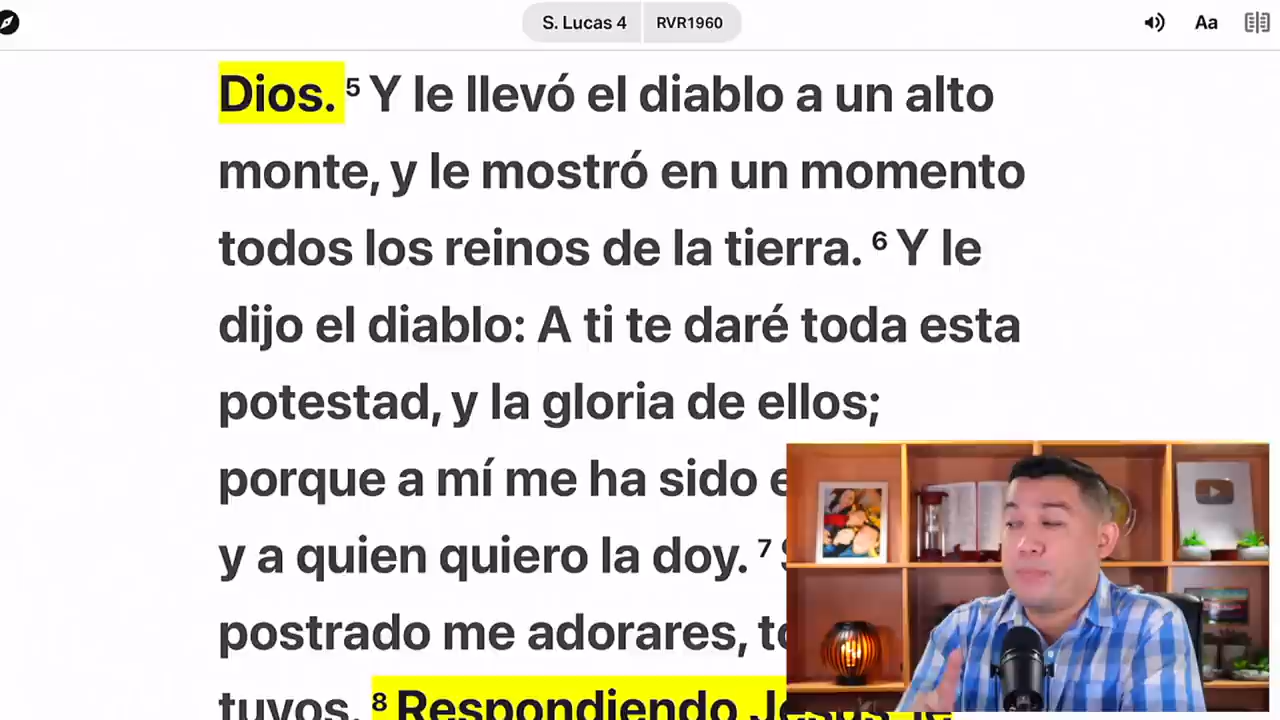 S. Lucas 4 RVR1960 Aa
Dios. 5 Y le llevó el diablo a un alto
monte, y le mostró en un momento
todos los reinos de la tierra. 6 Y le
dijo el diablo: A ti te daré toda esta
potestad, y la gloria de ellos;
porque a mí me ha sido
y a quien quiero la doy. 7
postrado me adorares,
tuyos. 8 Respondiendo Jesús, le